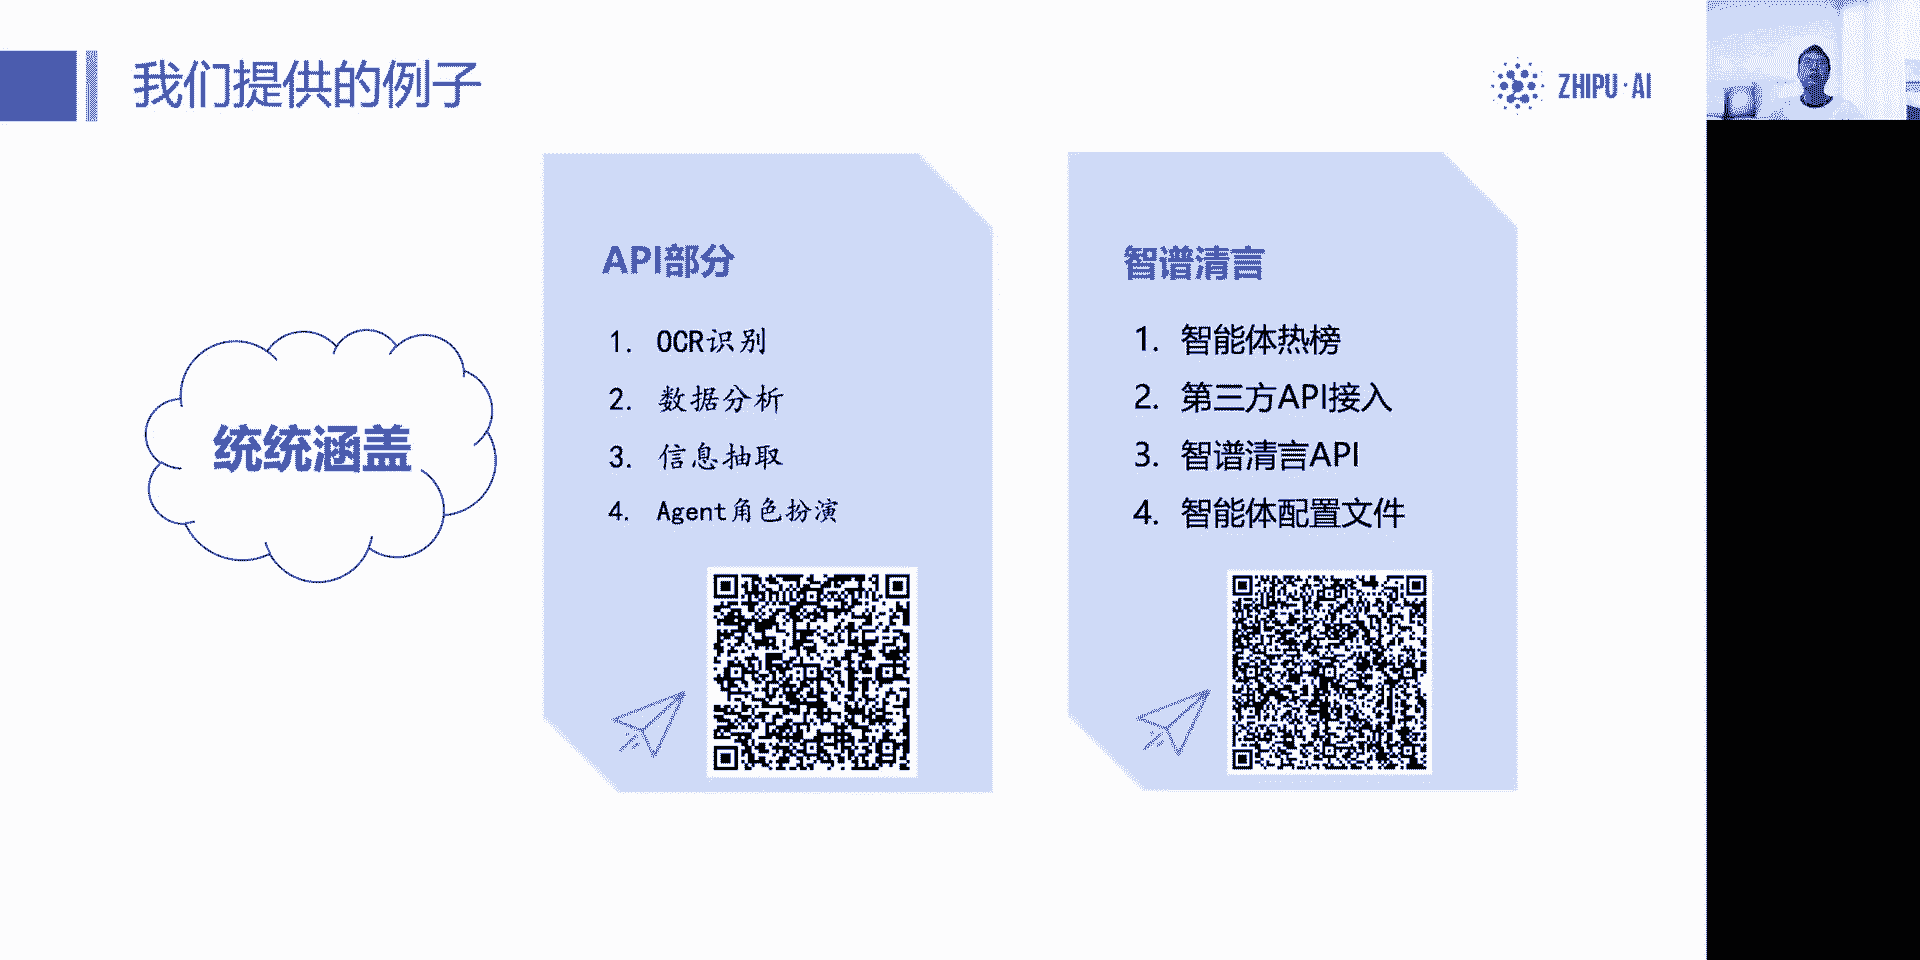 我们提供的例子
ZHIPU·AI
统统涵盖
API部分
1. OCR识别
2. 数据分析
3. 信息抽取
4. Agent角色扮演
智谱清言
1. 智能体热榜
2. 第三方API接入
3. 智谱清言API
4. 智能体配置文件